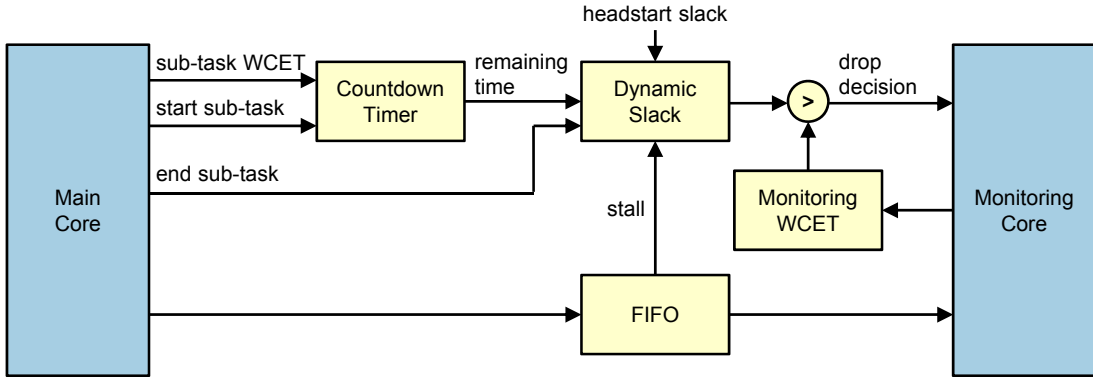 headstart slack
sub-task WCET
remaining
time
drop
decision
Countdown
Timer
Dynamic
Slack
>
start sub-task
end sub-task
Main
Core
stall
Monitoring
WCET
Monitoring
Core
FIFO